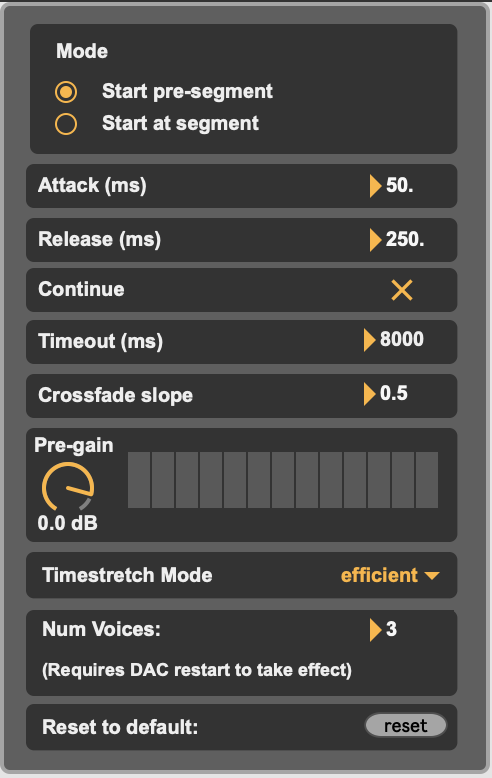 Mode
Start pre-segment
Start at segment
Attack (ms) 50.
Release (ms) 250.
Continue
Timeout (ms) 8000
Crossfade slope 0.5
Pre-gain
0.0 dB
Timestretch Mode efficient
Num Voices: 3
(Requires DAC restart to take effect)
Reset to default: reset